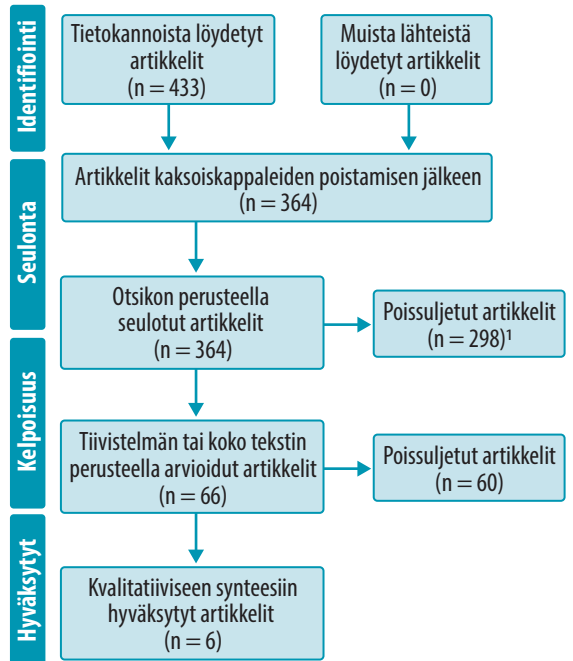 Identifiointi
Tietokannoista löydetyt
artikkelit
(n = 433)
Muista lähteistä
löydetyt artikkelit
(n = 0)
Seulonta
Artikkelit kaksoiskappaleiden poistamisen jälkeen
(n = 364)
Otsikon perusteella
seulotut artikkelit
(n = 364)
Poissuljetut artikkelit
(n = 298)¹
Kelpoisuus
Tiivistelmän tai koko tekstin
perusteella arvioidut artikkelit
(n = 66)
Poissuljetut artikkelit
(n = 60)
Hyväksytyt
Kvalitatiiviseen synteesiin
hyväksytyt artikkelit
(n = 6)